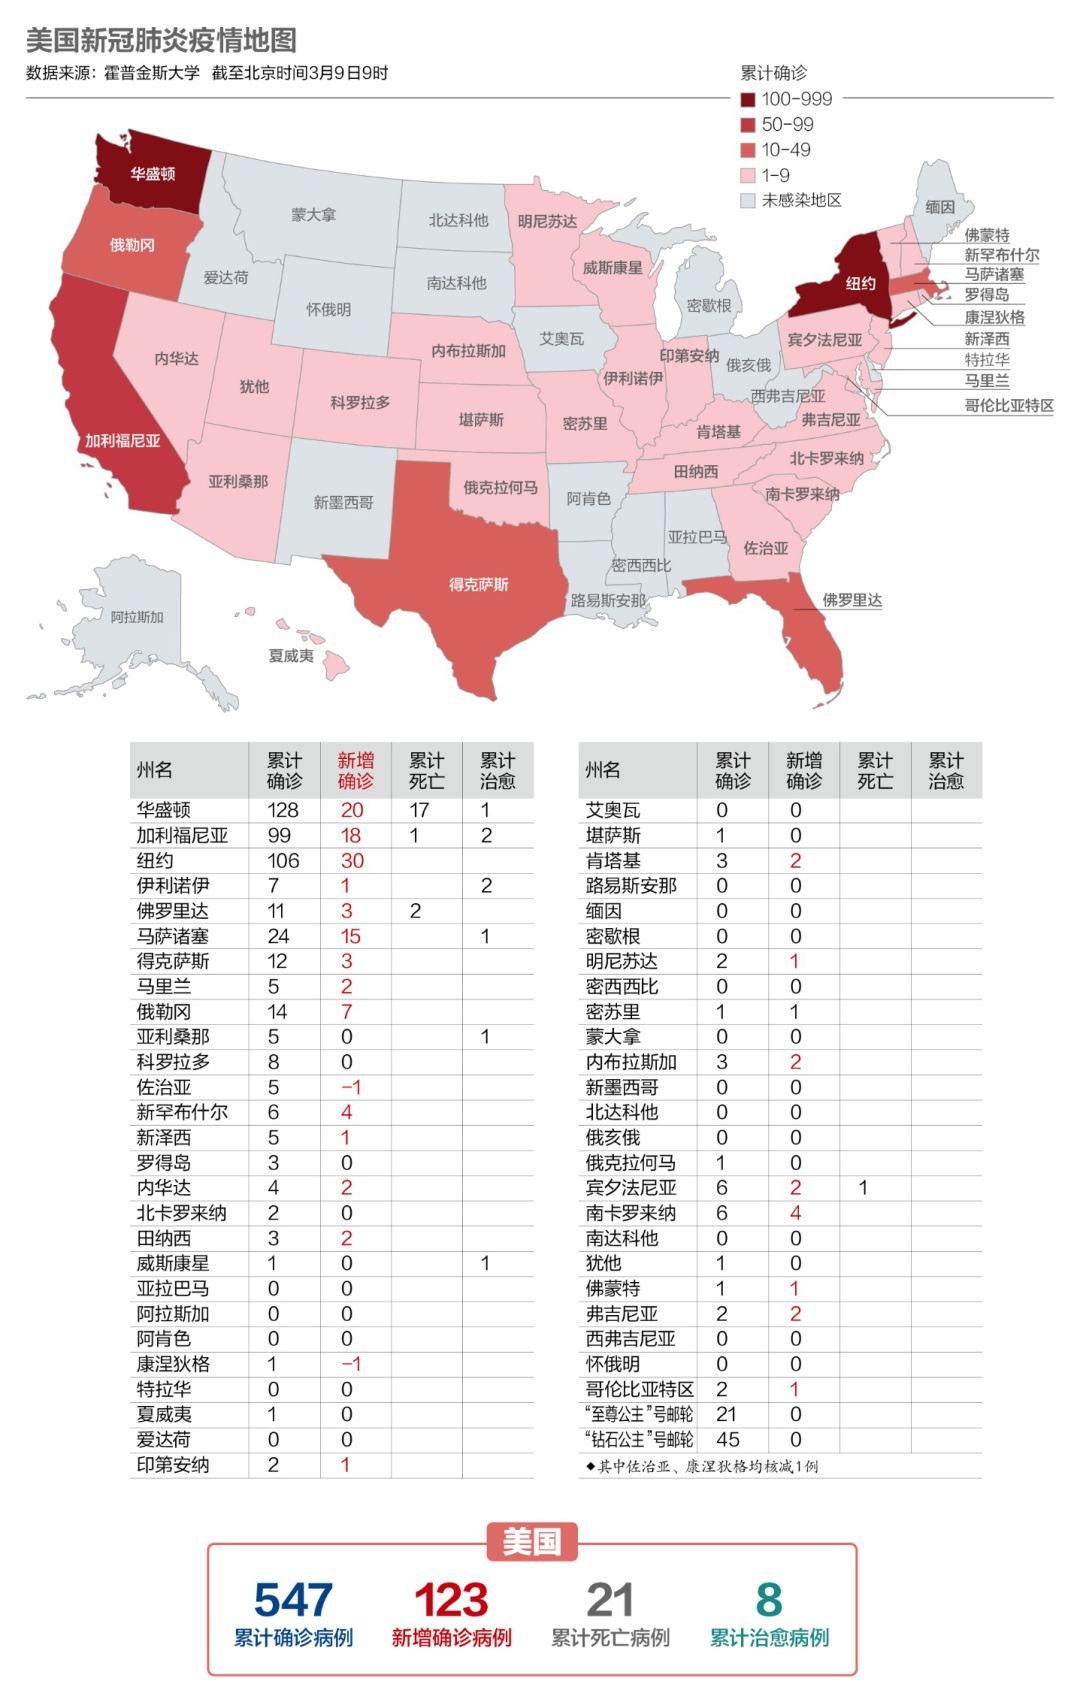 美国新冠肺炎疫情地图
数据来源：霍普金斯大学 截至北京时间3月9日9时
累计确诊
100-999
50-99
10-49
1-9
未感染地区
华盛顿
俄勒冈
加利福尼亚
蒙大拿
爱达荷
怀俄明
内华达
犹他
科罗拉多
亚利桑那
新墨西哥
北达科他
南达科他
内布拉斯加
堪萨斯
俄克拉何马
得克萨斯
明尼苏达
威斯康星
艾奥瓦
密苏里
阿肯色
路易斯安那
密歇根
伊利诺伊
印第安纳
俄亥俄
西弗吉尼亚
肯塔基
田纳西
密西西比
亚拉巴马
佐治亚
佛罗里达
南卡罗来纳
北卡罗来纳
弗吉尼亚
宾夕法尼亚
纽约
缅因
佛蒙特
新罕布什尔
马萨诸塞
罗得岛
康涅狄格
新泽西
特拉华
马里兰
哥伦比亚特区
阿拉斯加
夏威夷
州名 累计确诊 新增确诊 累计死亡 累计治愈
华盛顿 128 20 17 1
加利福尼亚 99 18 1 2
纽约 106 30
伊利诺伊 7 1 2
佛罗里达 11 3 2
马萨诸塞 24 15 1
得克萨斯 12 3
马里兰 5 2
俄勒冈 14 7
亚利桑那 5 0 1
科罗拉多 8 0
佐治亚 5 -1
新罕布什尔 6 4
新泽西 5 1
罗得岛 3 0
内华达 4 2
北卡罗来纳 2 0
田纳西 3 2
威斯康星 1 0 1
亚拉巴马 0 0
阿拉斯加 0 0
阿肯色 0 0
康涅狄格 1 -1
特拉华 0 0
夏威夷 1 0
爱达荷 0 0
印第安纳 2 1
州名 累计确诊 新增确诊 累计死亡 累计治愈
艾奥瓦 0 0
堪萨斯 1 0
肯塔基 3 2
路易斯安那 0 0
缅因 0 0
密歇根 0 0
明尼苏达 2 1
密西西比 0 0
密苏里 1 1
蒙大拿 0 0
内布拉斯加 3 2
新墨西哥 0 0
北达科他 0 0
俄亥俄 0 0
俄克拉何马 1 0
宾夕法尼亚 6 2 1
南卡罗来纳 6 4
南达科他 0 0
犹他 1 0
佛蒙特 1 1
弗吉尼亚 2 2
西弗吉尼亚 0 0
怀俄明 0 0
哥伦比亚特区 2 1
“至尊公主”号邮轮 21 0
“钻石公主”号邮轮 45 0
◆其中佐治亚、康涅狄格均核减1例
美国
547 123 21 8
累计确诊病例 新增确诊病例 累计死亡病例 累计治愈病例